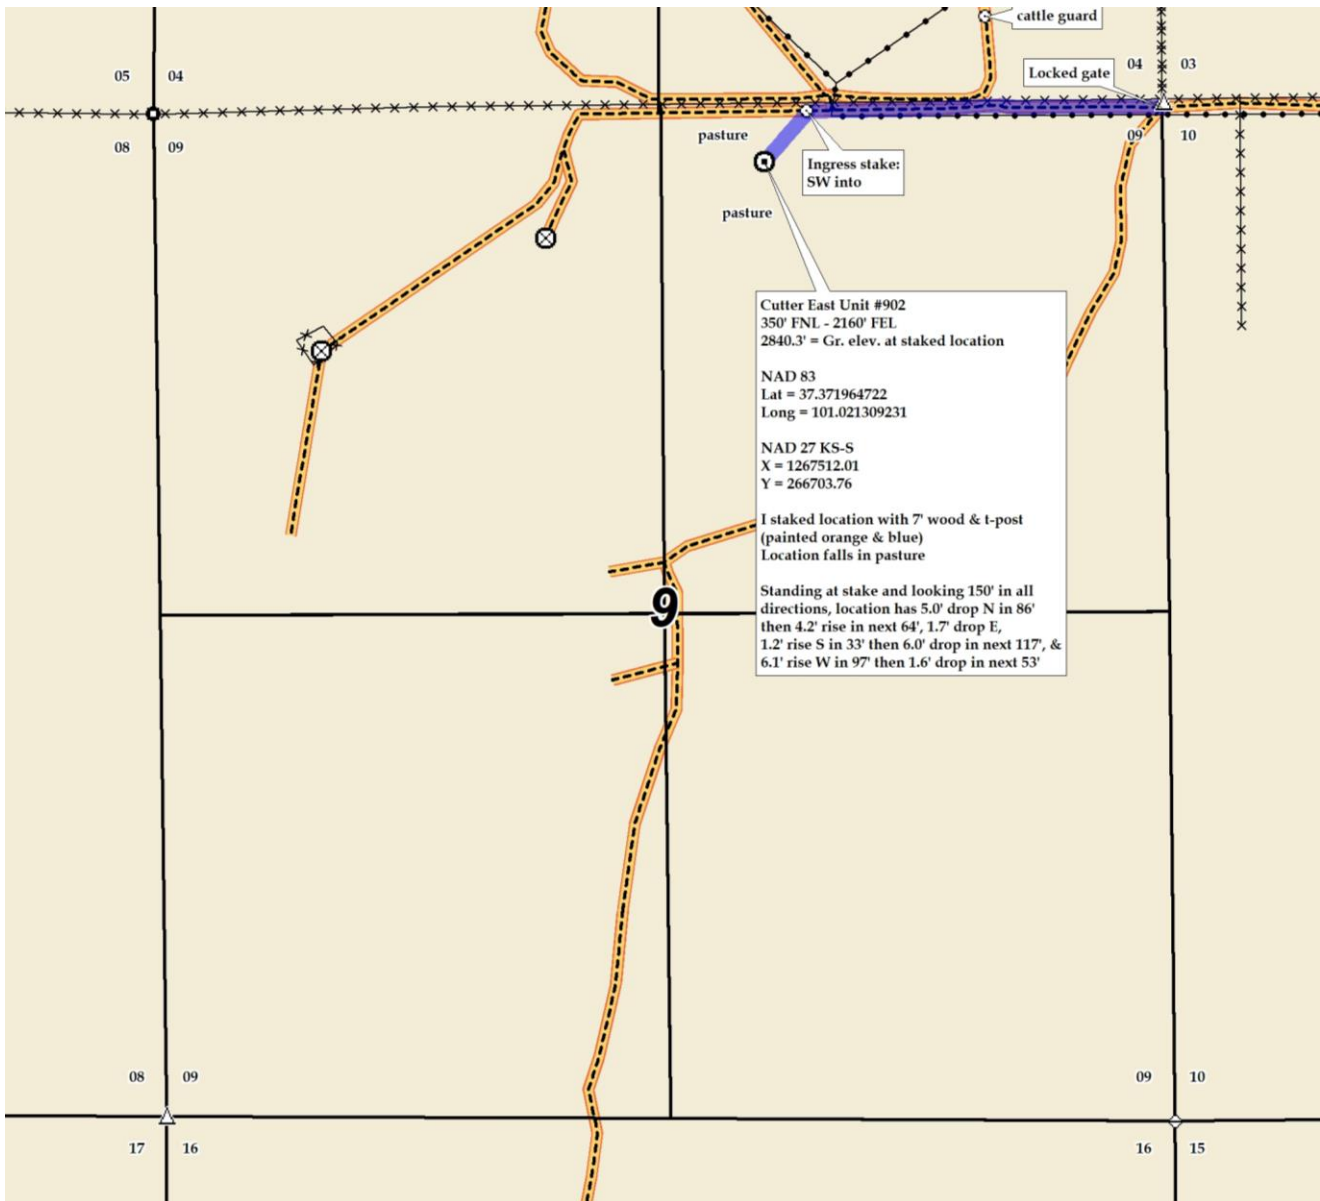 cattle guard
05 04
04 03
Locked gate
08 09
pasture
09 10
Ingress stake:
SW into
pasture
Cutter East Unit #902
350' FNL - 2160' FEL
2840.3' = Gr. elev. at staked location
NAD 83
Lat = 37.371964722
Long = 101.021309231
NAD 27 KS-S
X = 1267512.01
Y = 266703.76
I staked location with 7' wood & t-post
(painted orange & blue)
Location falls in pasture
Standing at stake and looking 150' in all
directions, location has 5.0' drop N in 86'
then 4.2' rise in next 64', 1.7' drop E,
1.2' rise S in 33' then 6.0' drop in next 117', &
6.1' rise W in 97' then 1.6' drop in next 53'
9
08 09
09 10
17 16
16 15